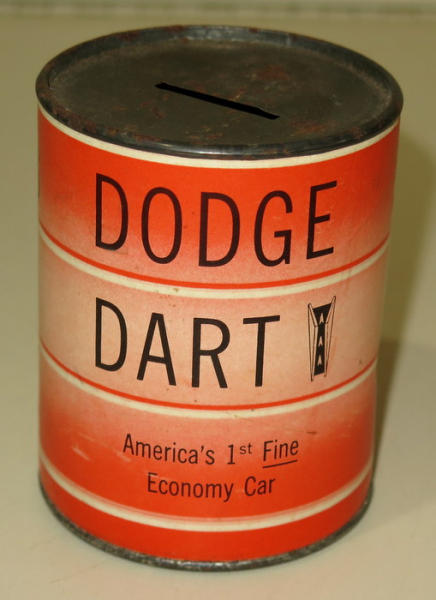 DODGE
DART
America's 1st Fine
Economy Car